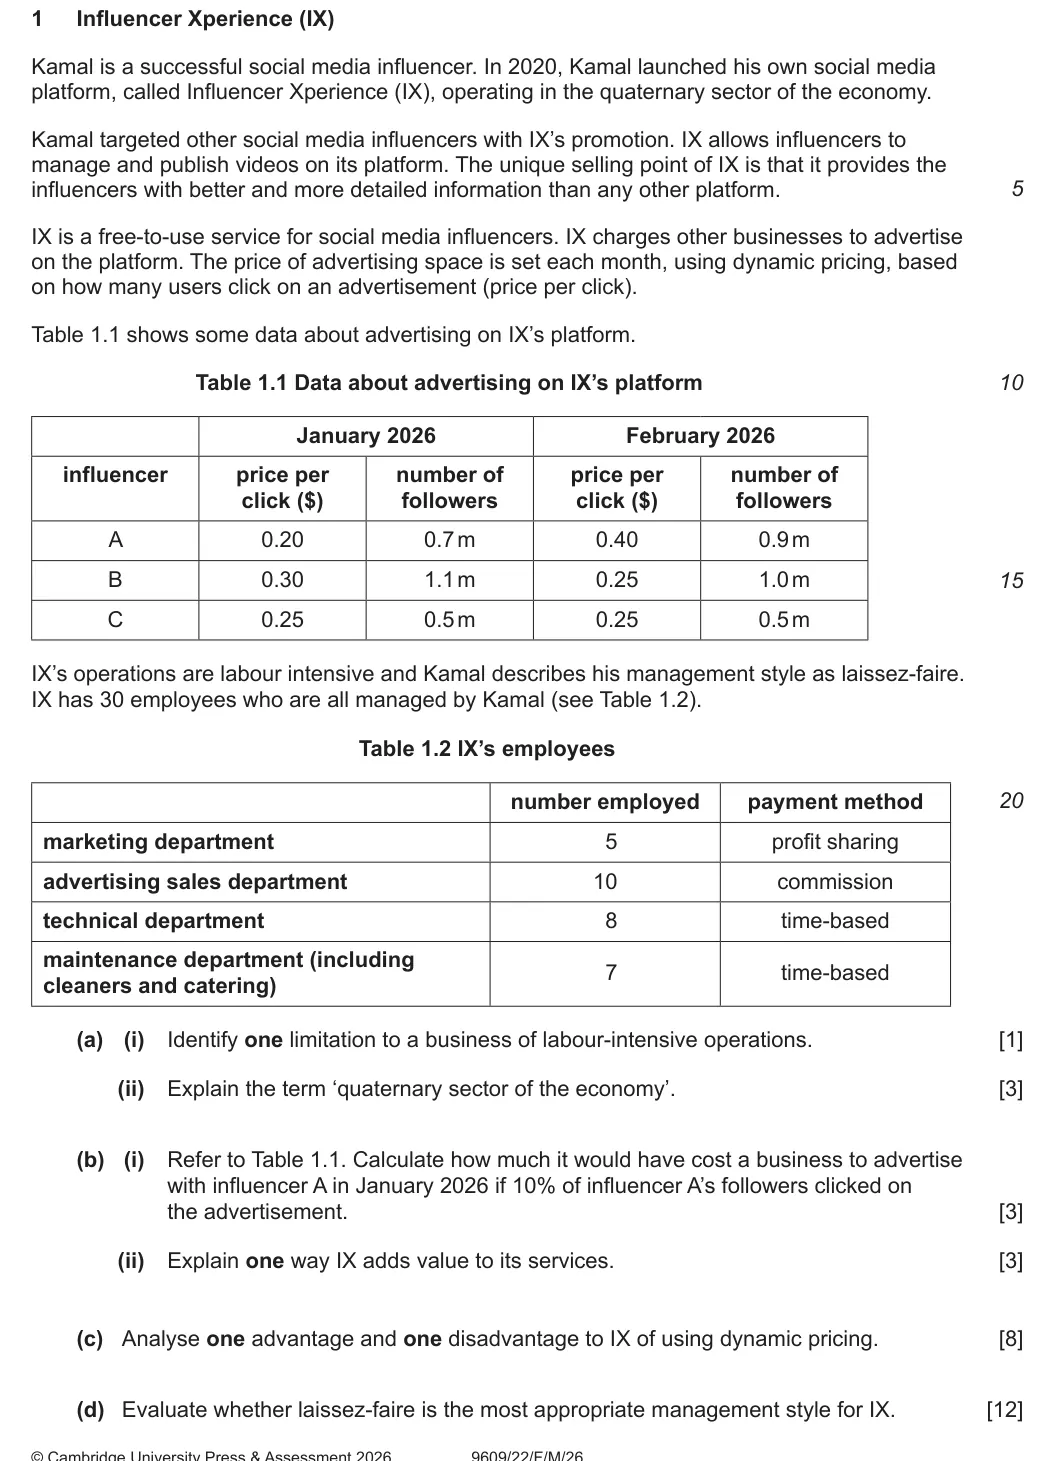 1 Influencer Xperience (IX)
Kamal is a successful social media influencer. In 2020, Kamal launched his own social media
platform, called Influencer Xperience (IX), operating in the quaternary sector of the economy.
Kamal targeted other social media influencers with IX’s promotion. IX allows influencers to
manage and publish videos on its platform. The unique selling point of IX is that it provides the
influencers with better and more detailed information than any other platform. 5
IX is a free-to-use service for social media influencers. IX charges other businesses to advertise
on the platform. The price of advertising space is set each month, using dynamic pricing, based
on how many users click on an advertisement (price per click).
Table 1.1 shows some data about advertising on IX’s platform.
Table 1.1 Data about advertising on IX’s platform 10
January 2026 February 2026
influencer price per click ($) number of followers price per click ($) number of followers
A 0.20 0.7m 0.40 0.9m
B 0.30 1.1m 0.25 1.0m 15
C 0.25 0.5m 0.25 0.5m
IX’s operations are labour intensive and Kamal describes his management style as laissez-faire.
IX has 30 employees who are all managed by Kamal (see Table 1.2).
Table 1.2 IX’s employees
number employed payment method 20
marketing department 5 profit sharing
advertising sales department 10 commission
technical department 8 time-based
maintenance department (including cleaners and catering) 7 time-based
(a) (i) Identify one limitation to a business of labour-intensive operations. [1]
(ii) Explain the term ‘quaternary sector of the economy’. [3]
(b) (i) Refer to Table 1.1. Calculate how much it would have cost a business to advertise
with influencer A in January 2026 if 10% of influencer A’s followers clicked on
the advertisement. [3]
(ii) Explain one way IX adds value to its services. [3]
(c) Analyse one advantage and one disadvantage to IX of using dynamic pricing. [8]
(d) Evaluate whether laissez-faire is the most appropriate management style for IX. [12]
© Cambridge University Press & Assessment 2026 9609/22/F/M/26